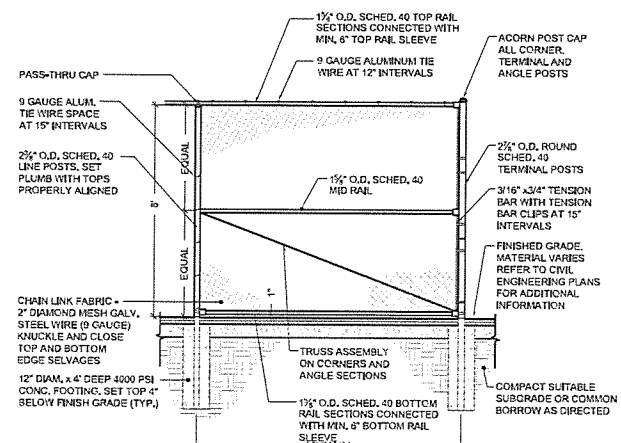 1⅝" O.D. SCHED. 40 TOP RAIL
SECTIONS CONNECTED WITH
MIN. 6" TOP RAIL SLEEVE
9 GAUGE ALUMINUM TIE
WIRE AT 12" INTERVALS
ACORN POST CAP
ALL CORNER,
TERMINAL AND
ANGLE POSTS
PASS-THRU CAP
9 GAUGE ALUM.
TIE WIRE SPACE
AT 15" INTERVALS
2⅜" O.D. SCHED. 40
LINE POSTS, SET
PLUMB WITH TOPS
PROPERLY ALIGNED
EQUAL
8'
EQUAL
1⅝" O.D. SCHED. 40
MID RAIL
2⅞" O.D. ROUND
SCHED. 40
TERMINAL POSTS
3/16" x3/4" TENSION
BAR WITH TENSION
BAR CLIPS AT 15"
INTERVALS
FINISHED GRADE.
MATERIAL VARIES
REFER TO CIVIL
ENGINEERING PLANS
FOR ADDITIONAL
INFORMATION
1"
CHAIN LINK FABRIC -
2" DIAMOND MESH GALV.
STEEL WIRE (9 GAUGE)
KNUCKLE AND CLOSE
TOP AND BOTTOM
EDGE SELVAGES
12" DIAM. x 4' DEEP 4000 PSI
CONC. FOOTING. SET TOP 4"
BELOW FINISH GRADE (TYP.)
TRUSS ASSEMBLY
ON CORNERS AND
ANGLE SECTIONS
1⅝" O.D. SCHED. 40 BOTTOM
RAIL SECTIONS CONNECTED
WITH MIN. 6" BOTTOM RAIL
SLEEVE
COMPACT SUITABLE
SUBGRADE OR COMMON
BORROW AS DIRECTED